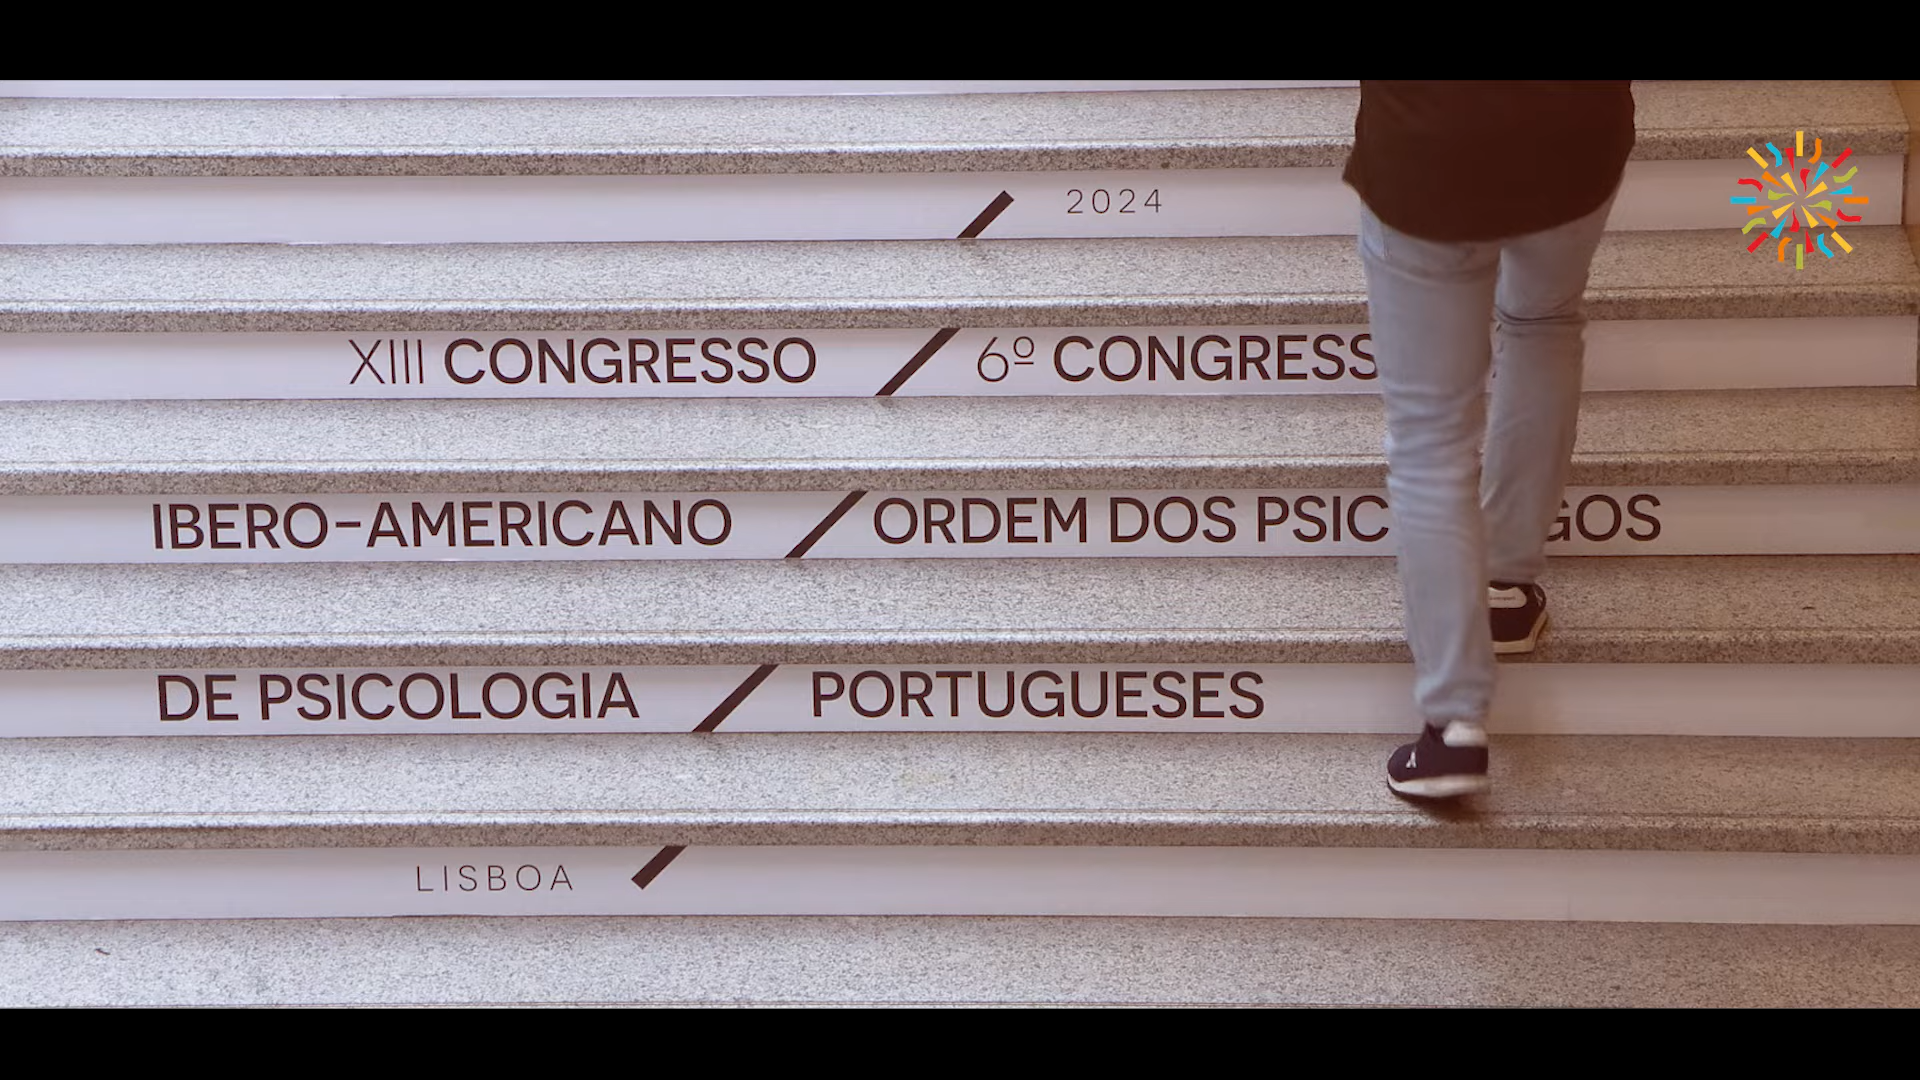 2024
XIII CONGRESSO / 6º CONGRESS
IBERO-AMERICANO / ORDEM DOS PSIC GOS
DE PSICOLOGIA / PORTUGUESES
LISBOA /